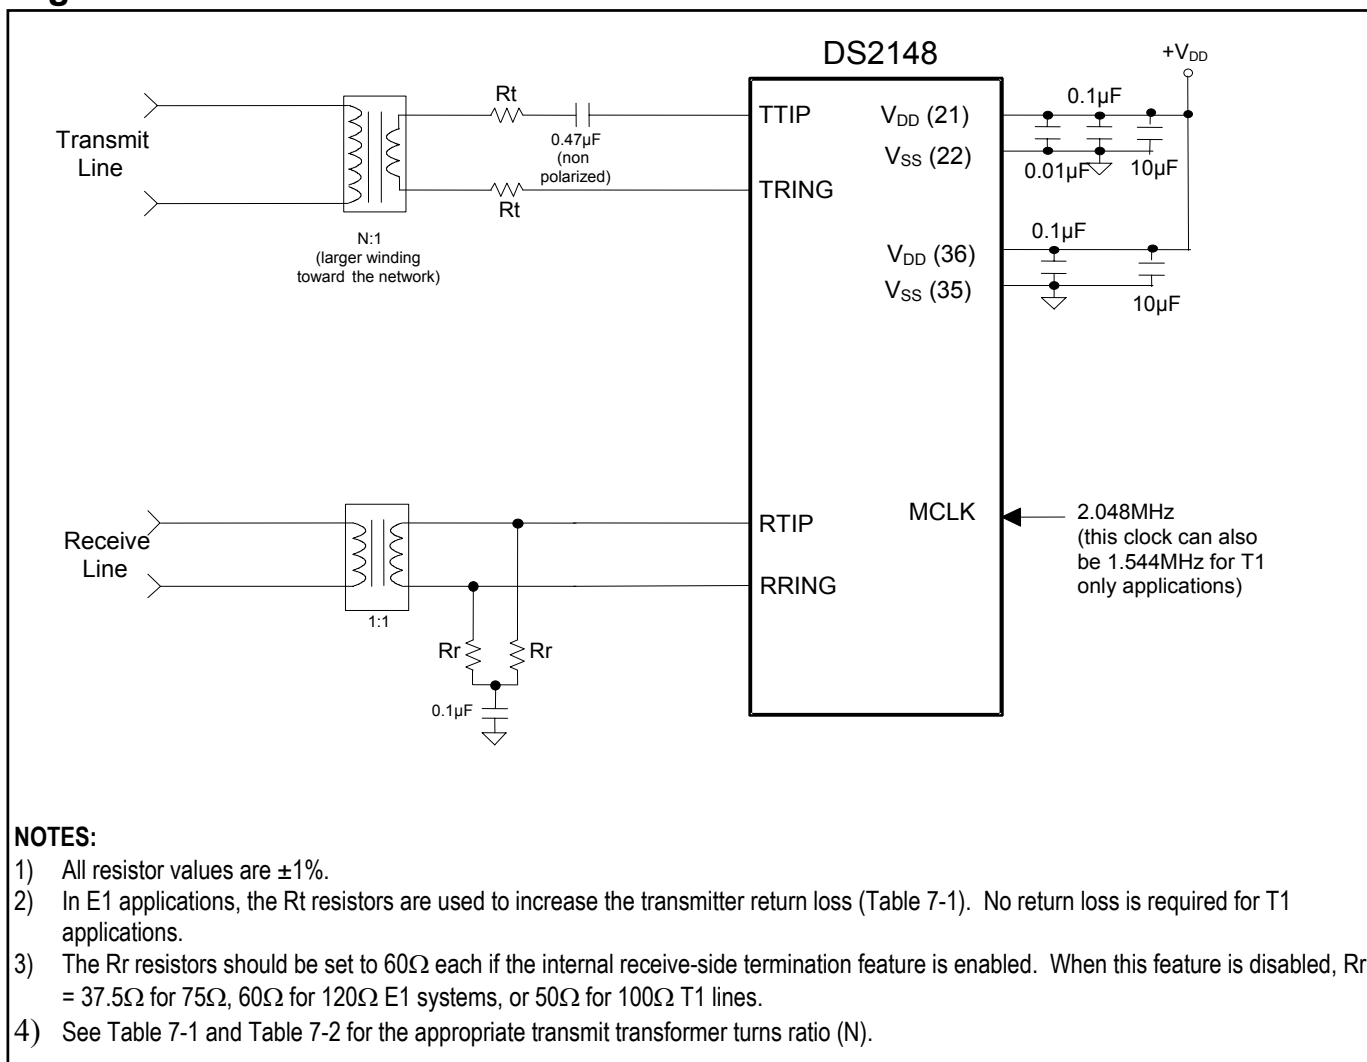 DS2148
+VDD
Transmit
Line
Rt
0.47µF
(non
polarized)
Rt
N:1
(larger winding
toward the network)
TTIP
TRING
VDD (21)
VSS (22)
0.1µF
0.01µF
10µF
VDD (36)
VSS (35)
0.1µF
10µF
Receive
Line
1:1
RTIP
RRING
Rr
Rr
0.1µF
MCLK
2.048MHz
(this clock can also
be 1.544MHz for T1
only applications)
NOTES:
1) All resistor values are ±1%.
2) In E1 applications, the Rt resistors are used to increase the transmitter return loss (Table 7-1). No return loss is required for T1
applications.
3) The Rr resistors should be set to 60Ω each if the internal receive-side termination feature is enabled. When this feature is disabled, Rr
= 37.5Ω for 75Ω, 60Ω for 120Ω E1 systems, or 50Ω for 100Ω T1 lines.
4) See Table 7-1 and Table 7-2 for the appropriate transmit transformer turns ratio (N).